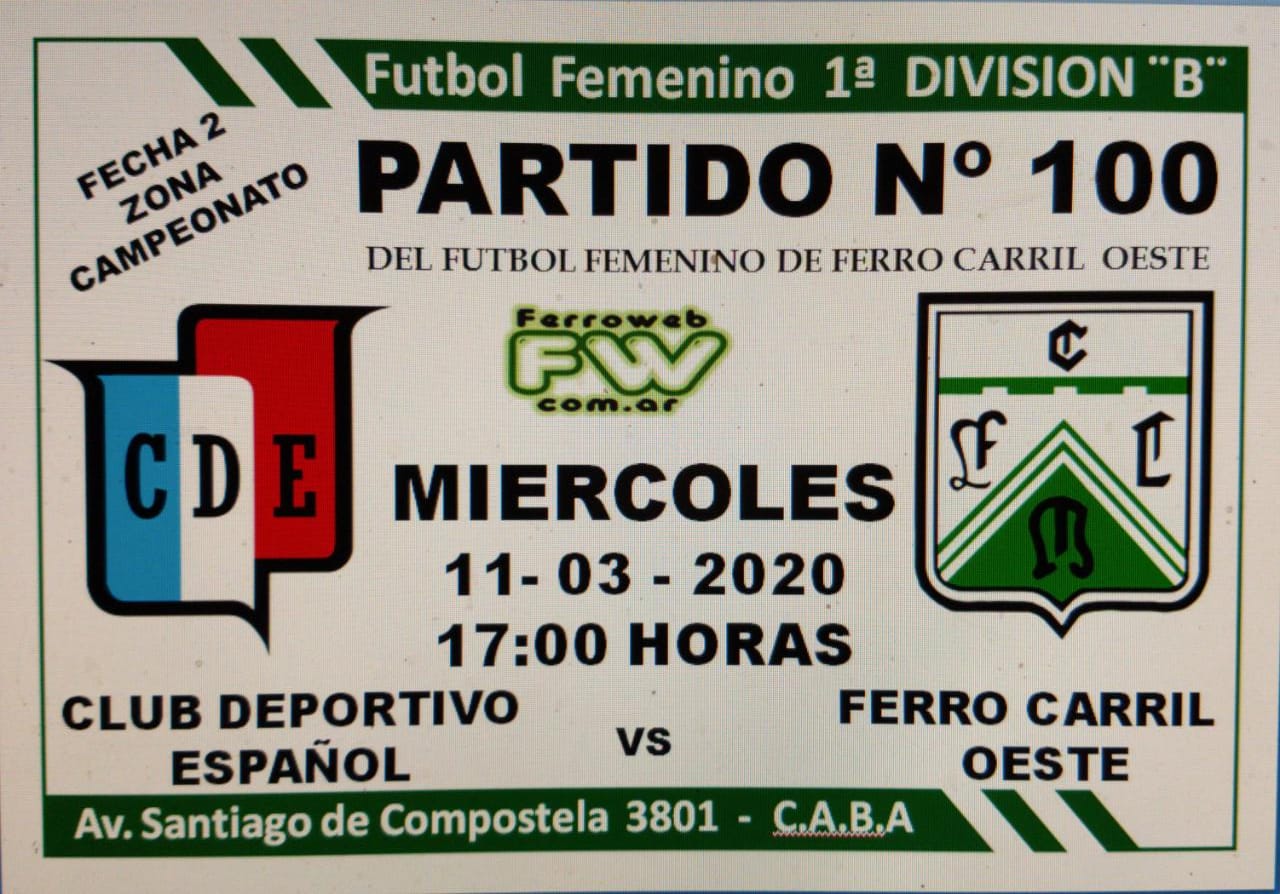 Futbol Femenino 1ª DIVISION ¨B¨
FECHA 2
ZONA
CAMPEONATO
PARTIDO Nº 100
DEL FUTBOL FEMENINO DE FERRO CARRIL OESTE
Ferroweb
FW
com.ar
CDE
C
MIERCOLES
11- 03 - 2020
17:00 HORAS
CLUB DEPORTIVO
ESPAÑOL
VS
FERRO CARRIL
OESTE
Av. Santiago de Compostela 3801 - C.A.B.A